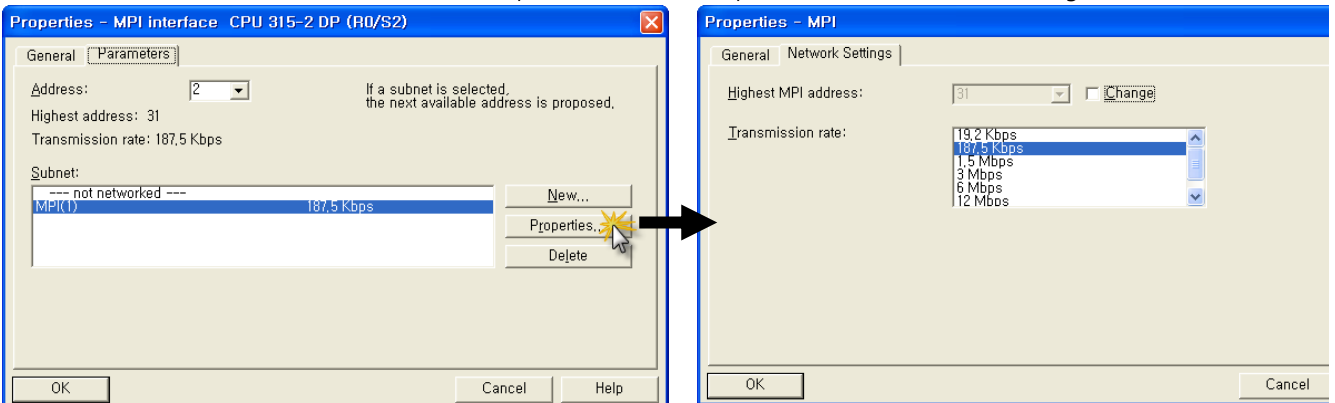 Properties - MPI interface CPU 315-2 DP (R0/S2)
General Parameters
Address: 2
If a subnet is selected,
the next available address is proposed,
Highest address: 31
Transmission rate: 187,5 Kbps
Subnet:
--- not networked ---
MPI(1) 187,5 Kbps
New...
Properties..
Delete
OK Cancel Help
Properties - MPI
General Network Settings
Highest MPI address: 31 Change
Transmission rate:
19,2 Kbps
187,5 Kbps
1,5 Mbps
3 Mbps
6 Mbps
12 Mbps
OK Cancel